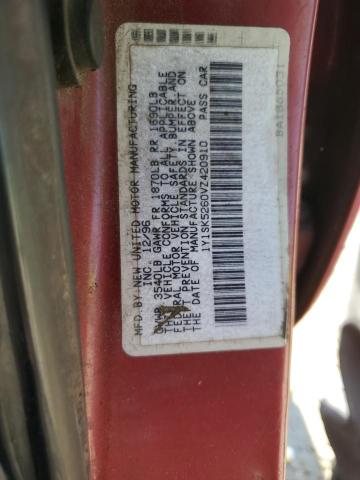 MFD.BY-NEW UNITED MOTOR MANUFACTURING
INC. 12/96
GVWR 3540LB GAWR FR 1870LB RR 1690LB
THIS VEHICLE CONFORMS TO ALL APPLICABLE
FEDERAL MOTOR VEHICLE SAFETY BUMPER AND
THEFT PREVENTION STANDARDS IN EFFECT ON
THE DATE OF MANUFACTURE SHOWN ABOVE
1Y1SK5260VZ420910 PASS CAR